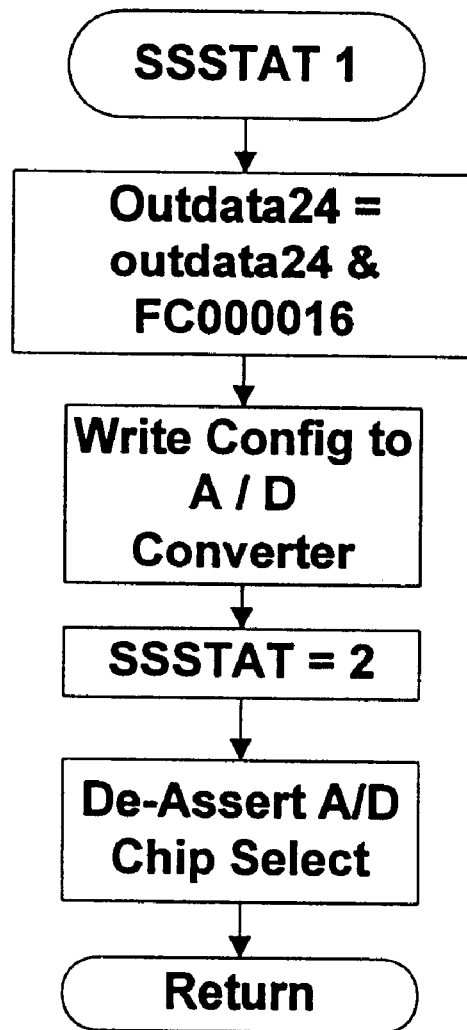 SSSTAT 1
Outdata24 =
outdata24 &
FC000016
Write Config to
A / D
Converter
SSSTAT = 2
De-Assert A/D
Chip Select
Return